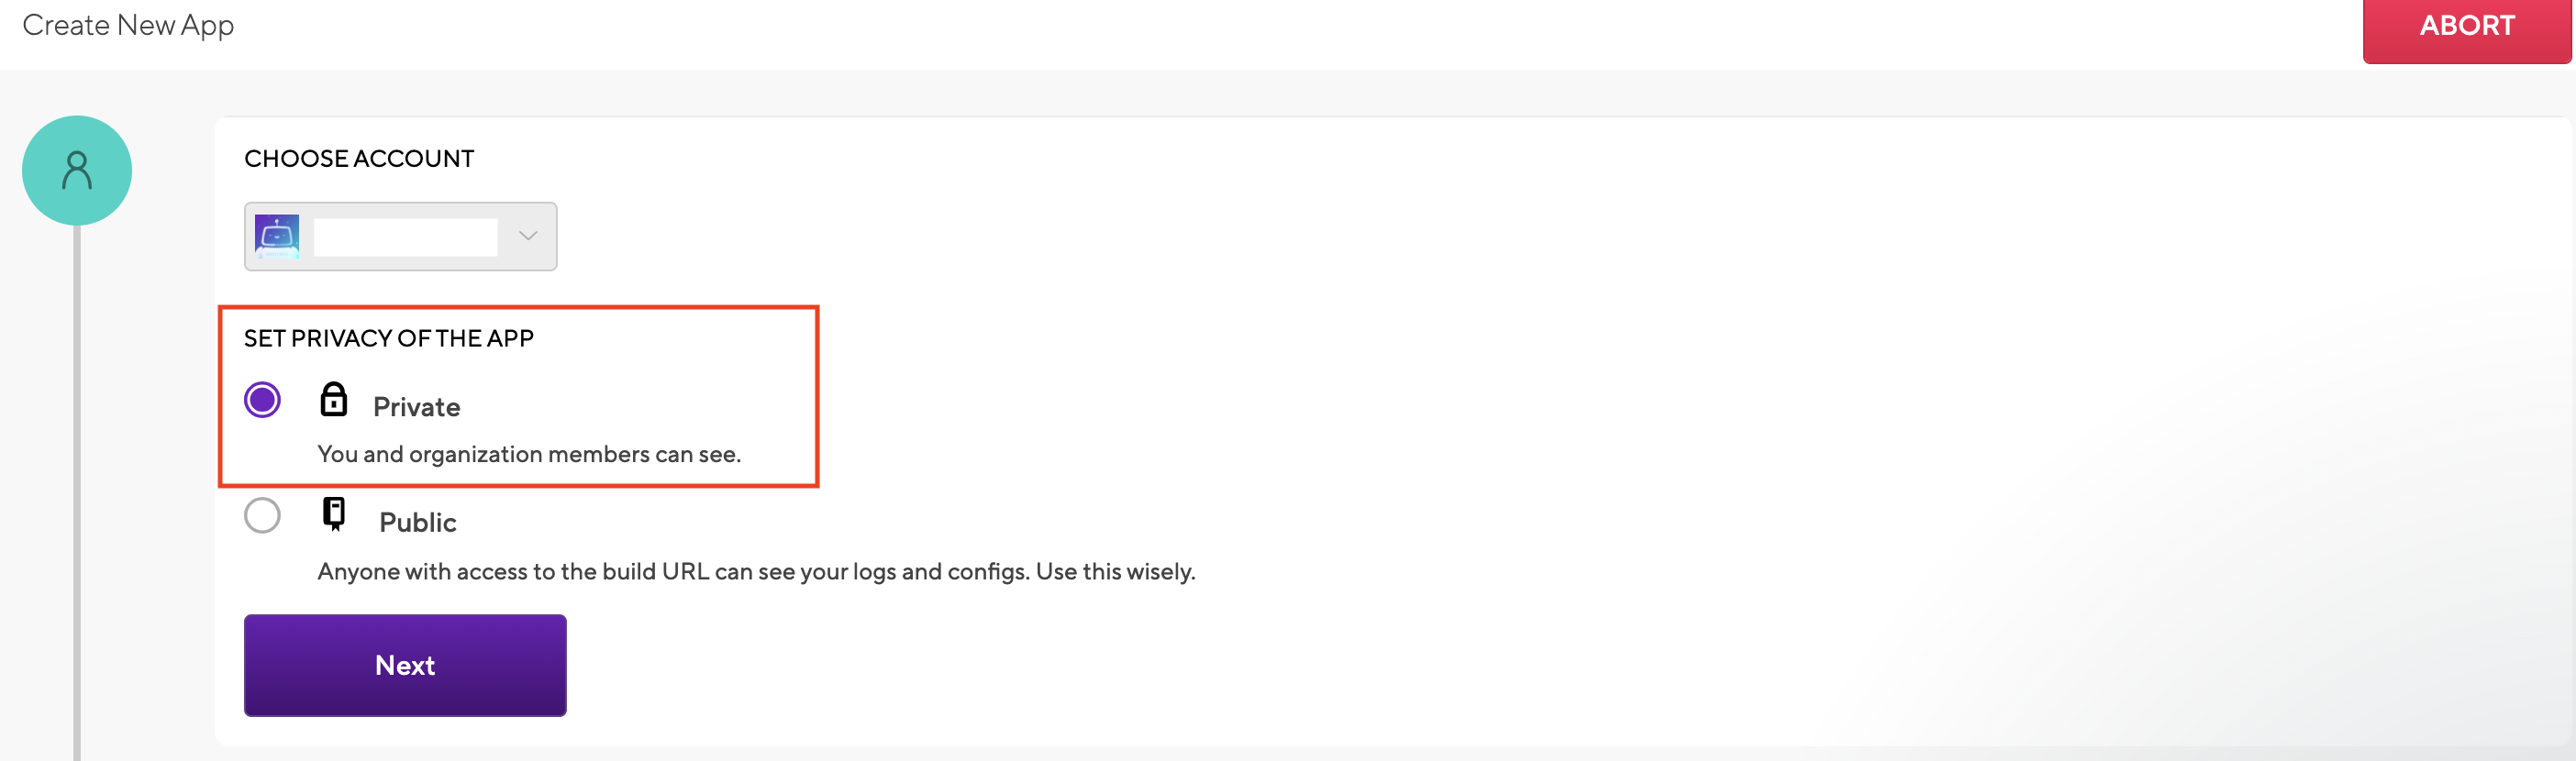 Create New App
ABORT
CHOOSE ACCOUNT
SET PRIVACY OF THE APP
Private
You and organization members can see.
Public
Anyone with access to the build URL can see your logs and configs. Use this wisely.
Next